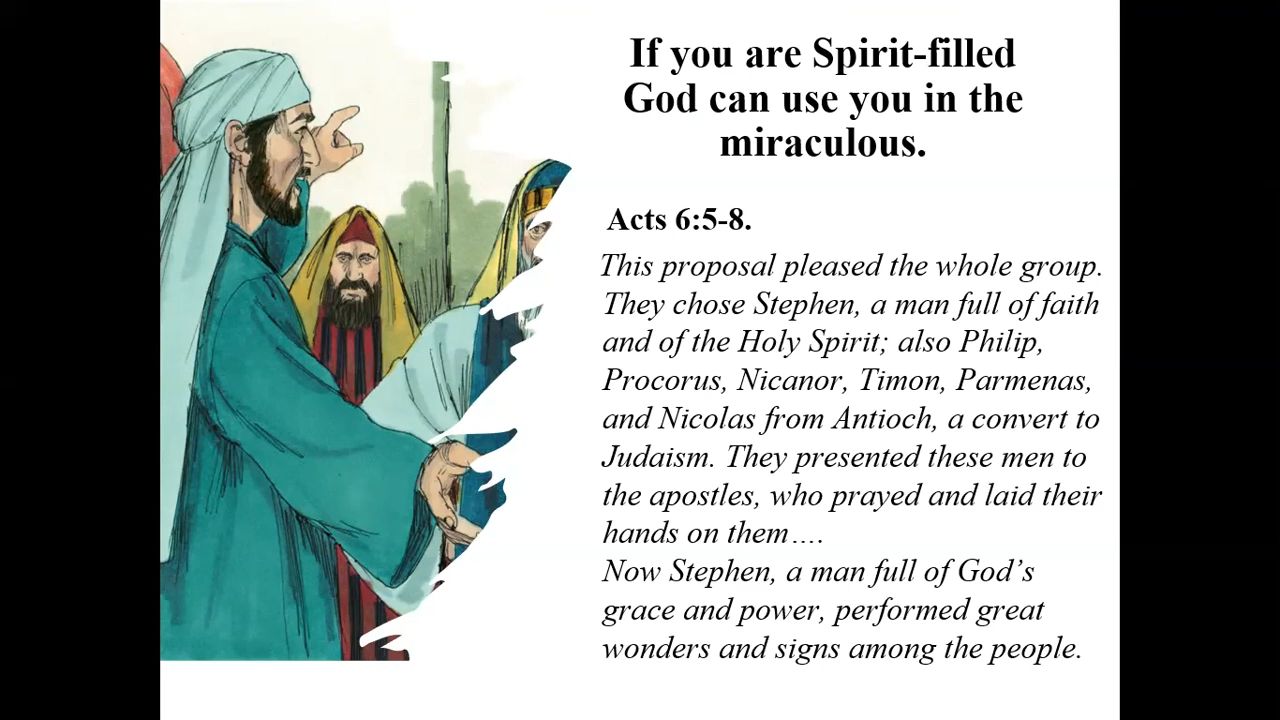 If you are Spirit-filled
God can use you in the
miraculous.
Acts 6:5-8.
This proposal pleased the whole group.
They chose Stephen, a man full of faith
and of the Holy Spirit; also Philip,
Procorus, Nicanor, Timon, Parmenas,
and Nicolas from Antioch, a convert to
Judaism. They presented these men to
the apostles, who prayed and laid their
hands on them….
Now Stephen, a man full of God’s
grace and power, performed great
wonders and signs among the people.